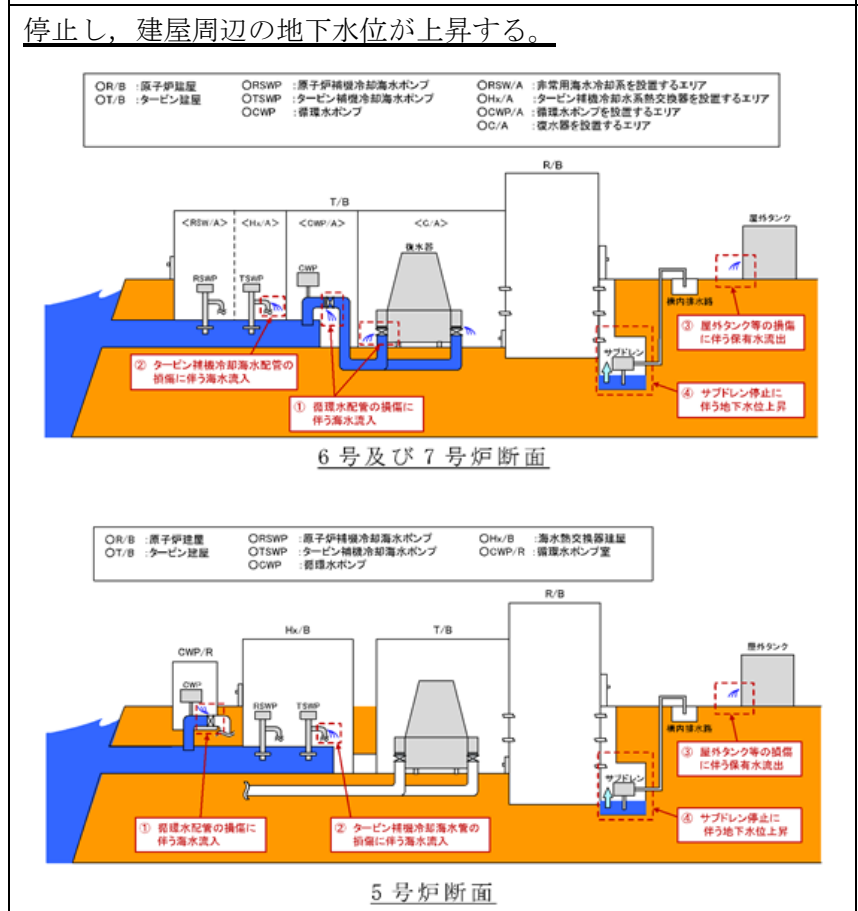 停止し，建屋周辺の地下水位が上昇する。
○R/B ：原子炉建屋
○T/B ：タービン建屋
○RSWP ：原子炉補機冷却海水ポンプ
○TSWP ：タービン補機冷却海水ポンプ
○CWP ：循環水ポンプ
○RSW/A ：非常用海水冷却系を設置するエリア
○Hx/A ：タービン補機冷却水系熱交換器を設置するエリア
○CWP/A ：循環水ポンプを設置するエリア
○C/A ：復水器を設置するエリア
R/B
T/B
<RSW/A>
<Hx/A>
<CWP/A>
<C/A>
復水器
屋外タンク
RSWP
TSWP
CWP
構内排水路
サブドレン
① 循環水配管の損傷に
伴う海水流入
② タービン補機冷却海水配管の
損傷に伴う海水流入
③ 屋外タンク等の損傷
に伴う保有水流出
④ サブドレン停止に
伴う地下水位上昇
6号及び7号炉断面
○R/B ：原子炉建屋
○T/B ：タービン建屋
○RSWP ：原子炉補機冷却海水ポンプ
○TSWP ：タービン補機冷却海水ポンプ
○CWP ：循環水ポンプ
○Hx/B ：海水熱交換器建屋
○CWP/R ：循環水ポンプ室
R/B
Hx/B
T/B
CWP/R
屋外タンク
CWP
RSWP
TSWP
構内排水路
サブドレン
① 循環水配管の損傷に
伴う海水流入
② タービン補機冷却海水管の
損傷に伴う海水流入
③ 屋外タンク等の損傷
に伴う保有水流出
④ サブドレン停止に
伴う地下水位上昇
5号炉断面